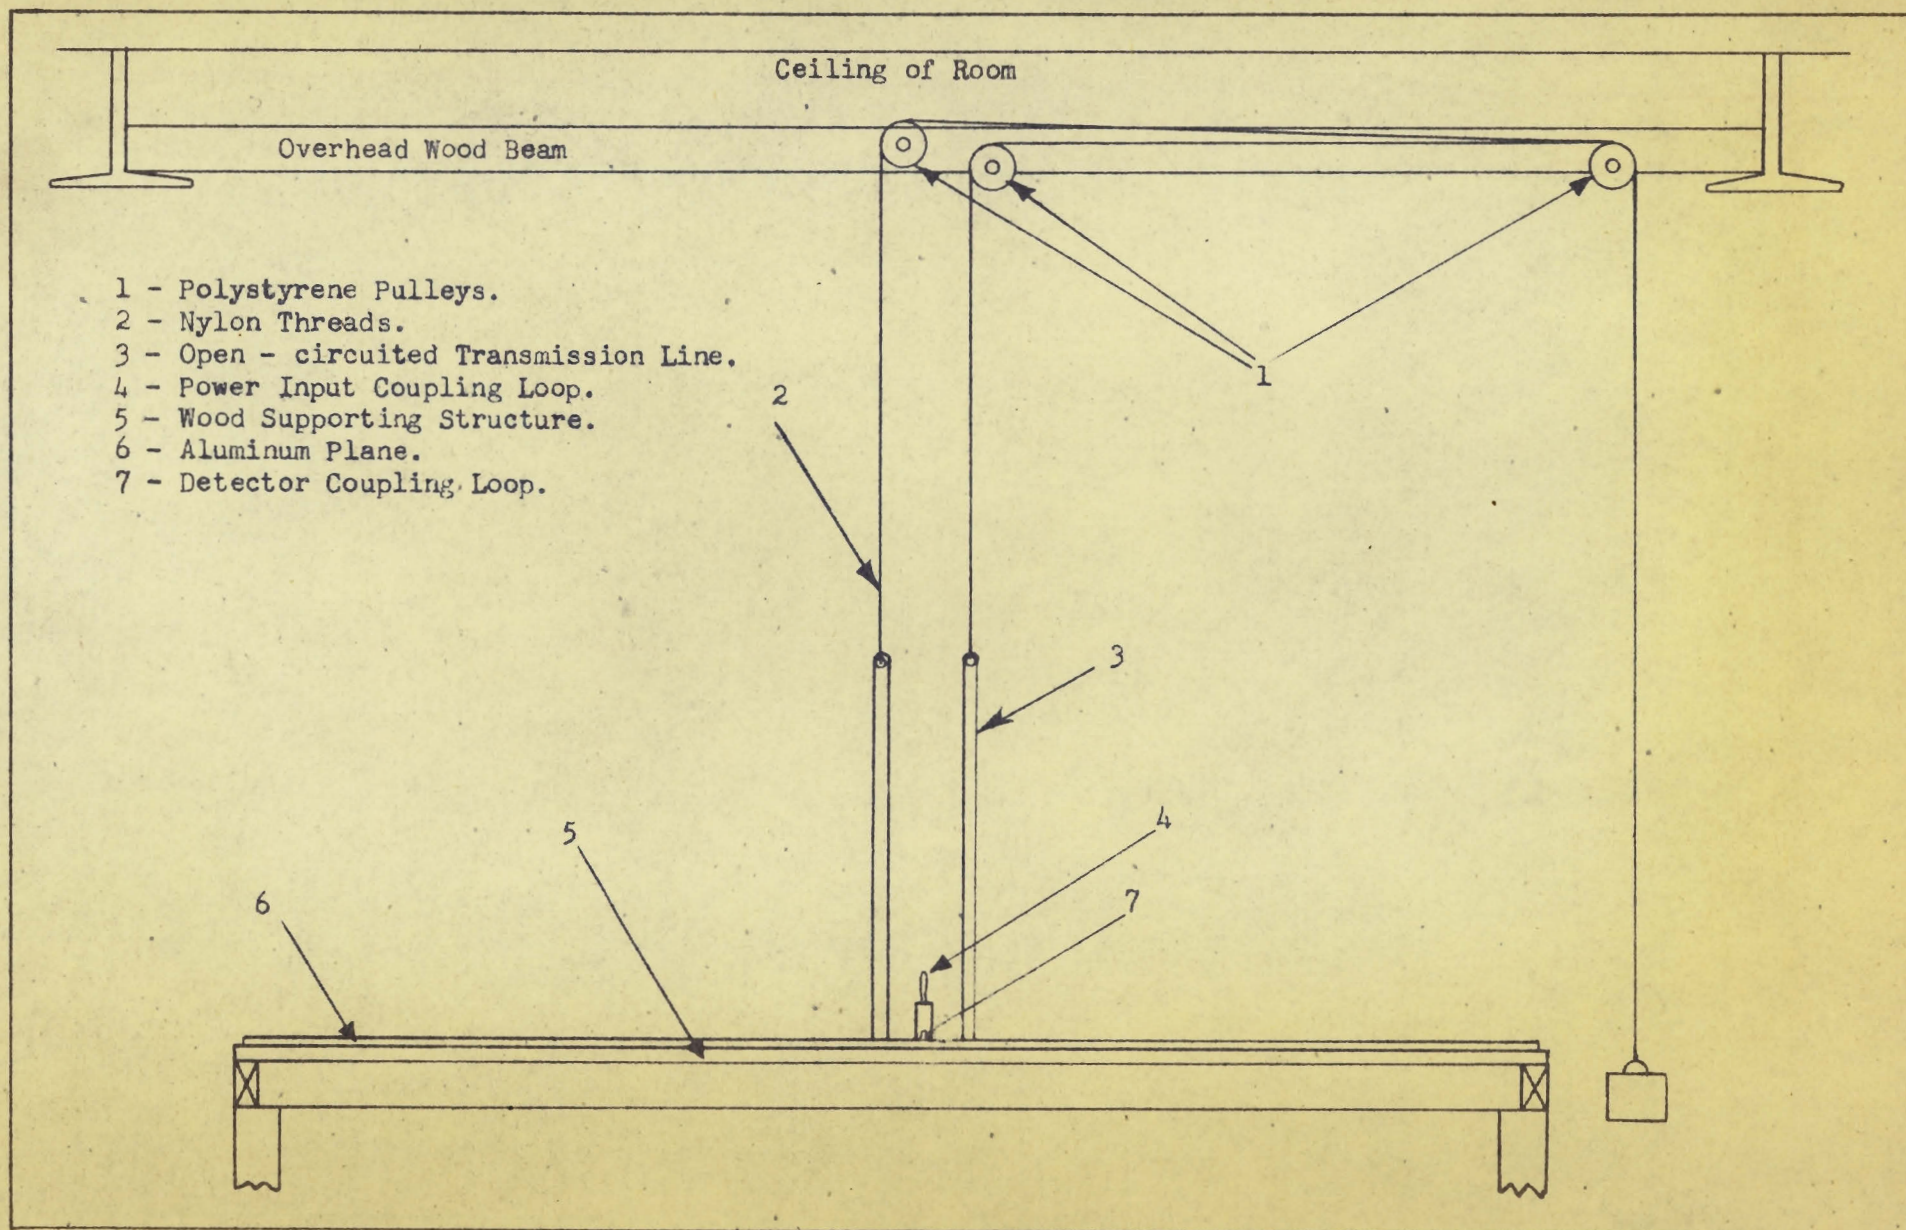 Ceiling of Room
Overhead Wood Beam
1 - Polystyrene Pulleys.
2 - Nylon Threads.
3 - Open - circuited Transmission Line.
4 - Power Input Coupling Loop.
5 - Wood Supporting Structure.
6 - Aluminum Plane.
7 - Detector Coupling Loop.
1
2
3
4
5
7
6